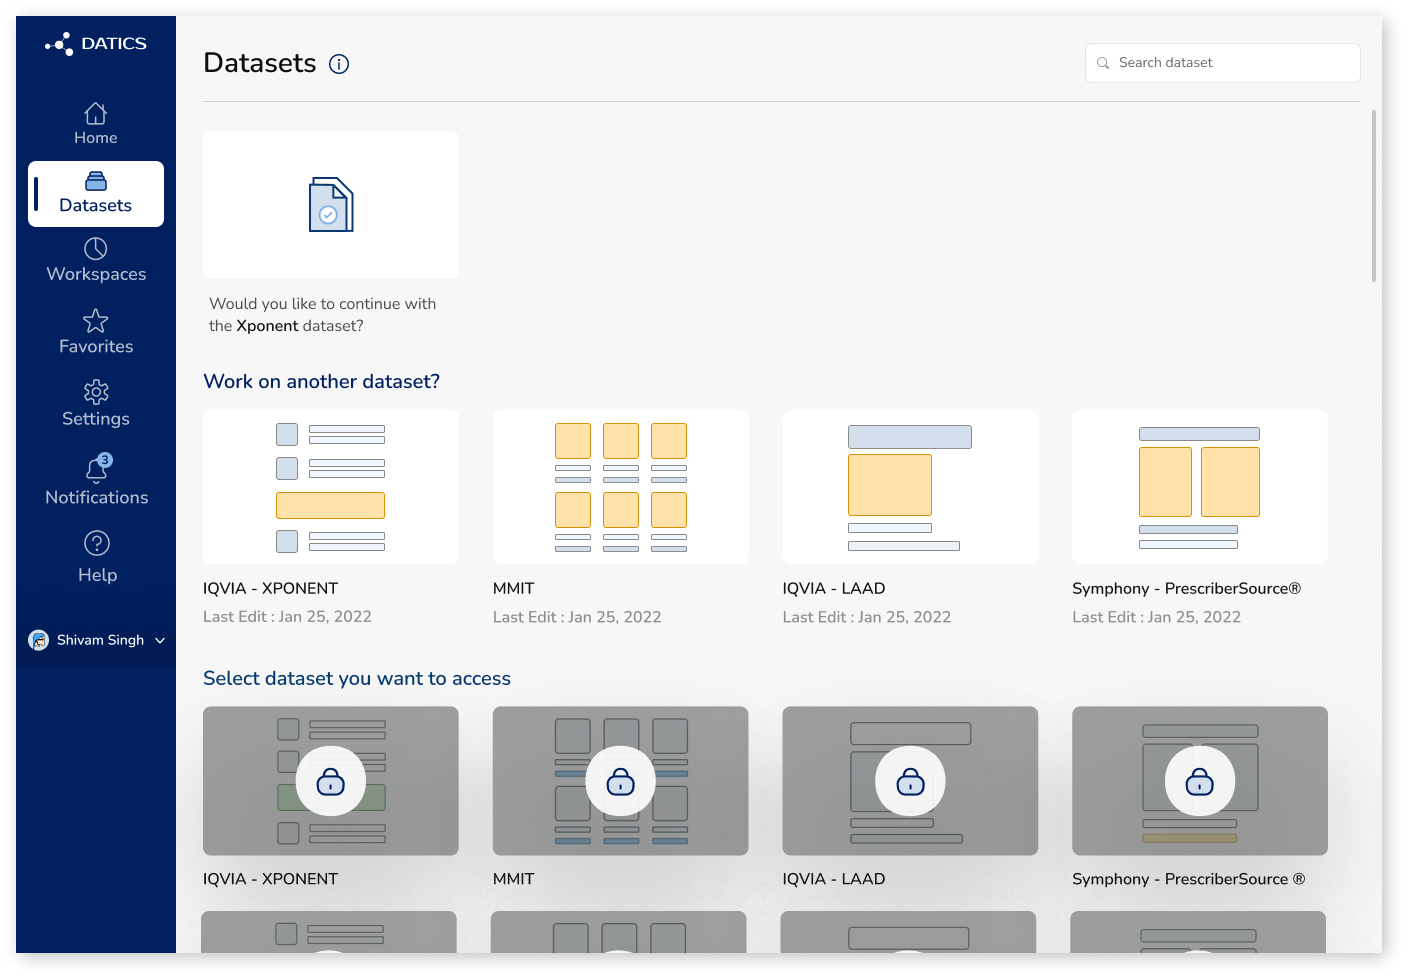 DATICS
Home
Datasets
Workspaces
Favorites
Settings
3
Notifications
Help
Shivam Singh
Datasets
Search dataset
Would you like to continue with
the Xponent dataset?
Work on another dataset?
IQVIA - XPONENT
Last Edit : Jan 25, 2022
MMIT
Last Edit : Jan 25, 2022
IQVIA - LAAD
Last Edit : Jan 25, 2022
Symphony - PrescriberSource®
Last Edit : Jan 25, 2022
Select dataset you want to access
IQVIA - XPONENT
MMIT
IQVIA - LAAD
Symphony - PrescriberSource ®